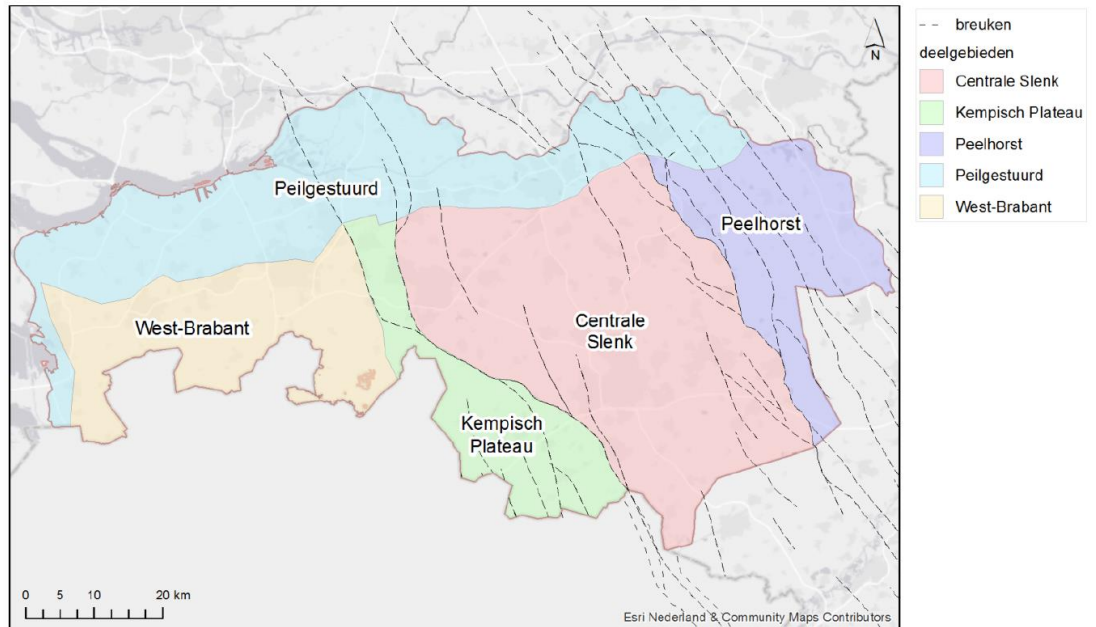 Peilgestuurd
Peelhorst
West-Brabant
Centrale
Slenk
Kempisch
Plateau
N
0 5 10 20 km
Esri Nederland & Community Maps Contributors
breuken
deelgebieden
Centrale Slenk
Kempisch Plateau
Peelhorst
Peilgestuurd
West-Brabant